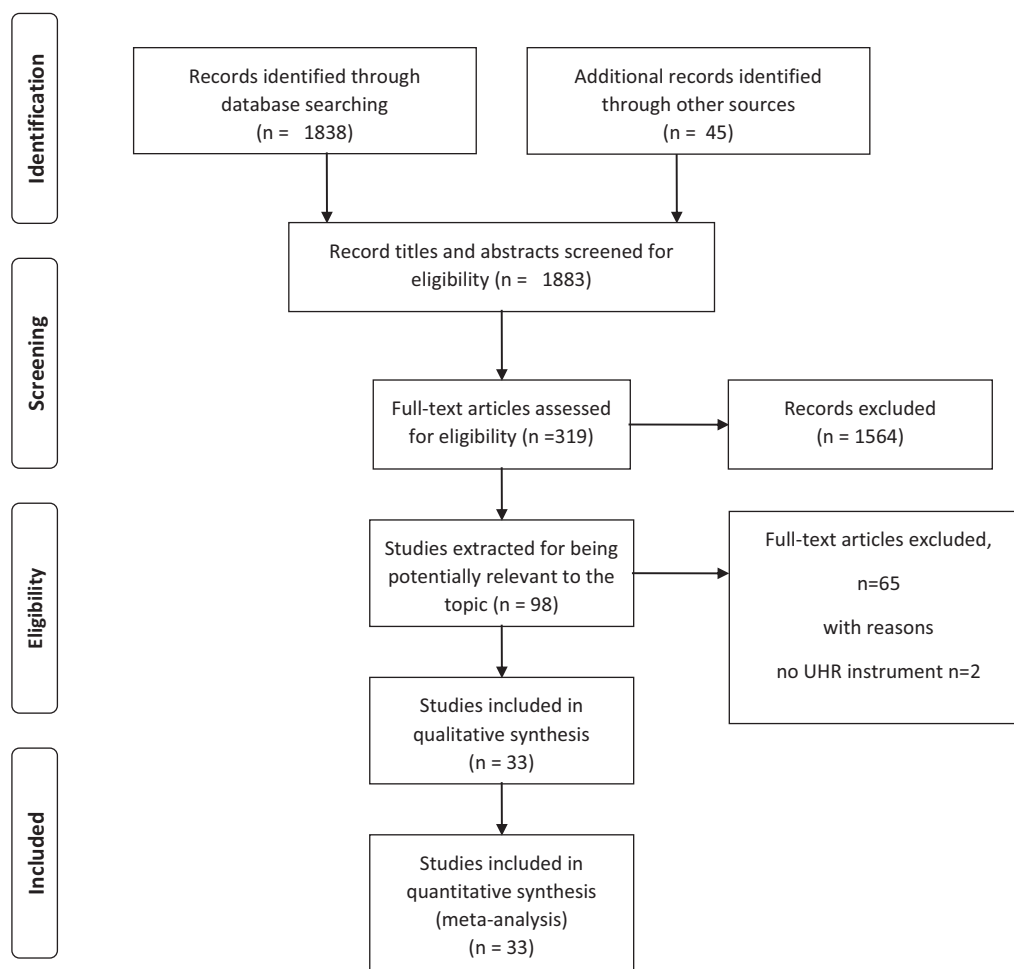 Identification
Records identified through
database searching
(n = 1838)
Additional records identified
through other sources
(n = 45)
Record titles and abstracts screened for
eligibility (n = 1883)
Screening
Full-text articles assessed
for eligibility (n =319)
Records excluded
(n = 1564)
Eligibility
Studies extracted for being
potentially relevant to the
topic (n = 98)
Full-text articles excluded,
n=65
with reasons
no UHR instrument n=2
Studies included in
qualitative synthesis
(n = 33)
Included
Studies included in
quantitative synthesis
(meta-analysis)
(n = 33)